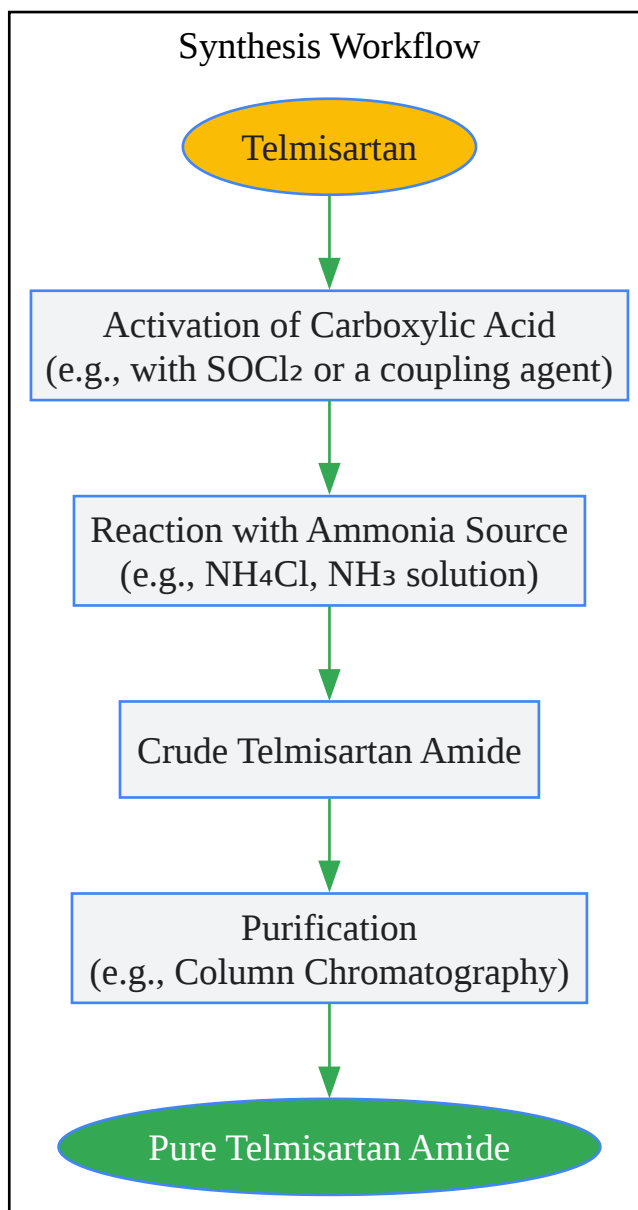 Synthesis Workflow
Telmisartan
Activation of Carboxylic Acid
(e.g., with SOCl₂ or a coupling agent)
Reaction with Ammonia Source
(e.g., NH₄Cl, NH₃ solution)
Crude Telmisartan Amide
Purification
(e.g., Column Chromatography)
Pure Telmisartan Amide